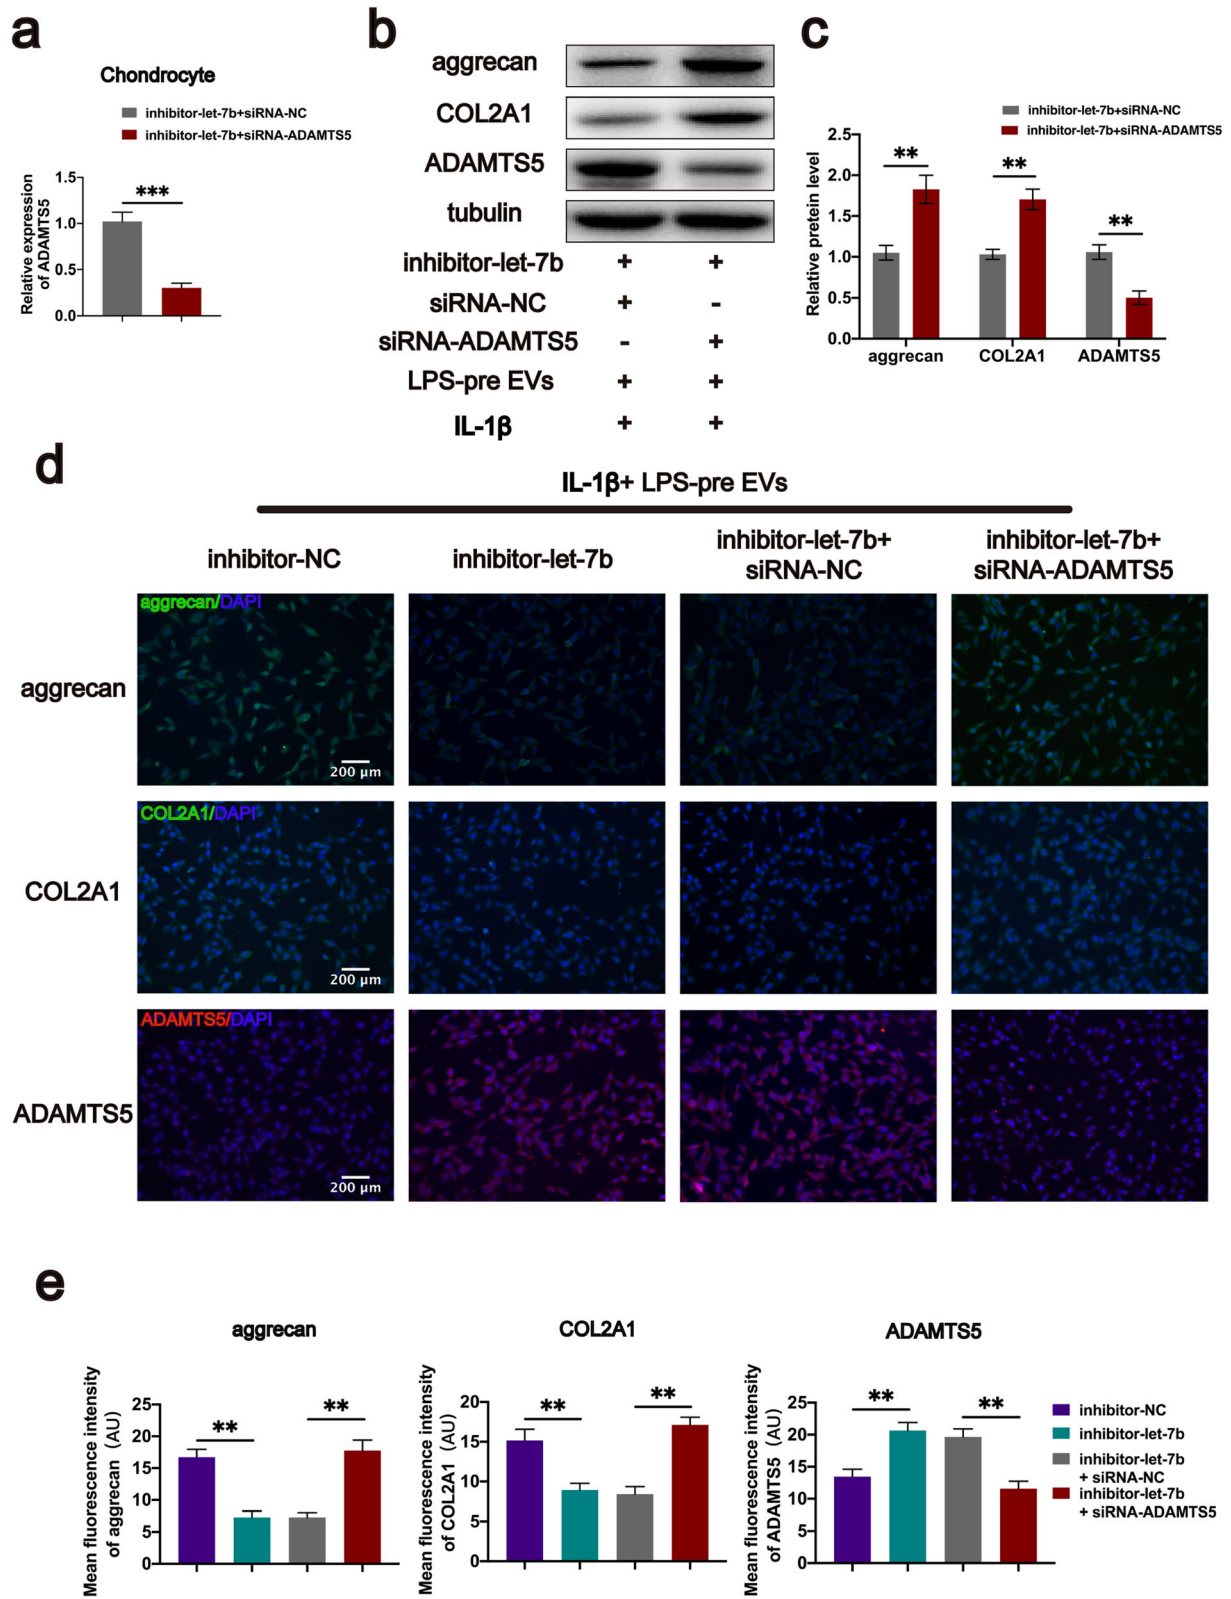 a
Chondrocyte
inhibitor-let-7b+siRNA-NC
inhibitor-let-7b+siRNA-ADAMTS5
Relative expression
of ADAMTS5
1.5
1.0
0.5
0.0
***
b
aggrecan
COL2A1
ADAMTS5
tubulin
inhibitor-let-7b + +
siRNA-NC + -
siRNA-ADAMTS5 - +
LPS-pre EVs + +
IL-1β + +
c
inhibitor-let-7b+siRNA-NC
inhibitor-let-7b+siRNA-ADAMTS5
Relative pretein level
2.5
2.0
1.5
1.0
0.5
0.0
** ** **
aggrecan COL2A1 ADAMTS5
d
IL-1β+ LPS-pre EVs
inhibitor-NC
inhibitor-let-7b
inhibitor-let-7b+
siRNA-NC
inhibitor-let-7b+
siRNA-ADAMTS5
aggrecan
aggrecan/DAPI
200 μm
COL2A1
COL2A1/DAPI
200 μm
ADAMTS5
ADAMTS5/DAPI
200 μm
e
aggrecan
Mean fluorescence intensity
of aggrecan (AU)
25
20
15
10
5
0
** **
COL2A1
Mean fluorescence intensity
of COL2A1 (AU)
20
15
10
5
0
** **
ADAMTS5
Mean fluorescence intensity
of ADAMTS5 (AU)
25
20
15
10
5
0
** **
inhibitor-NC
inhibitor-let-7b
inhibitor-let-7b
+ siRNA-NC
inhibitor-let-7b
+ siRNA-ADAMTS5